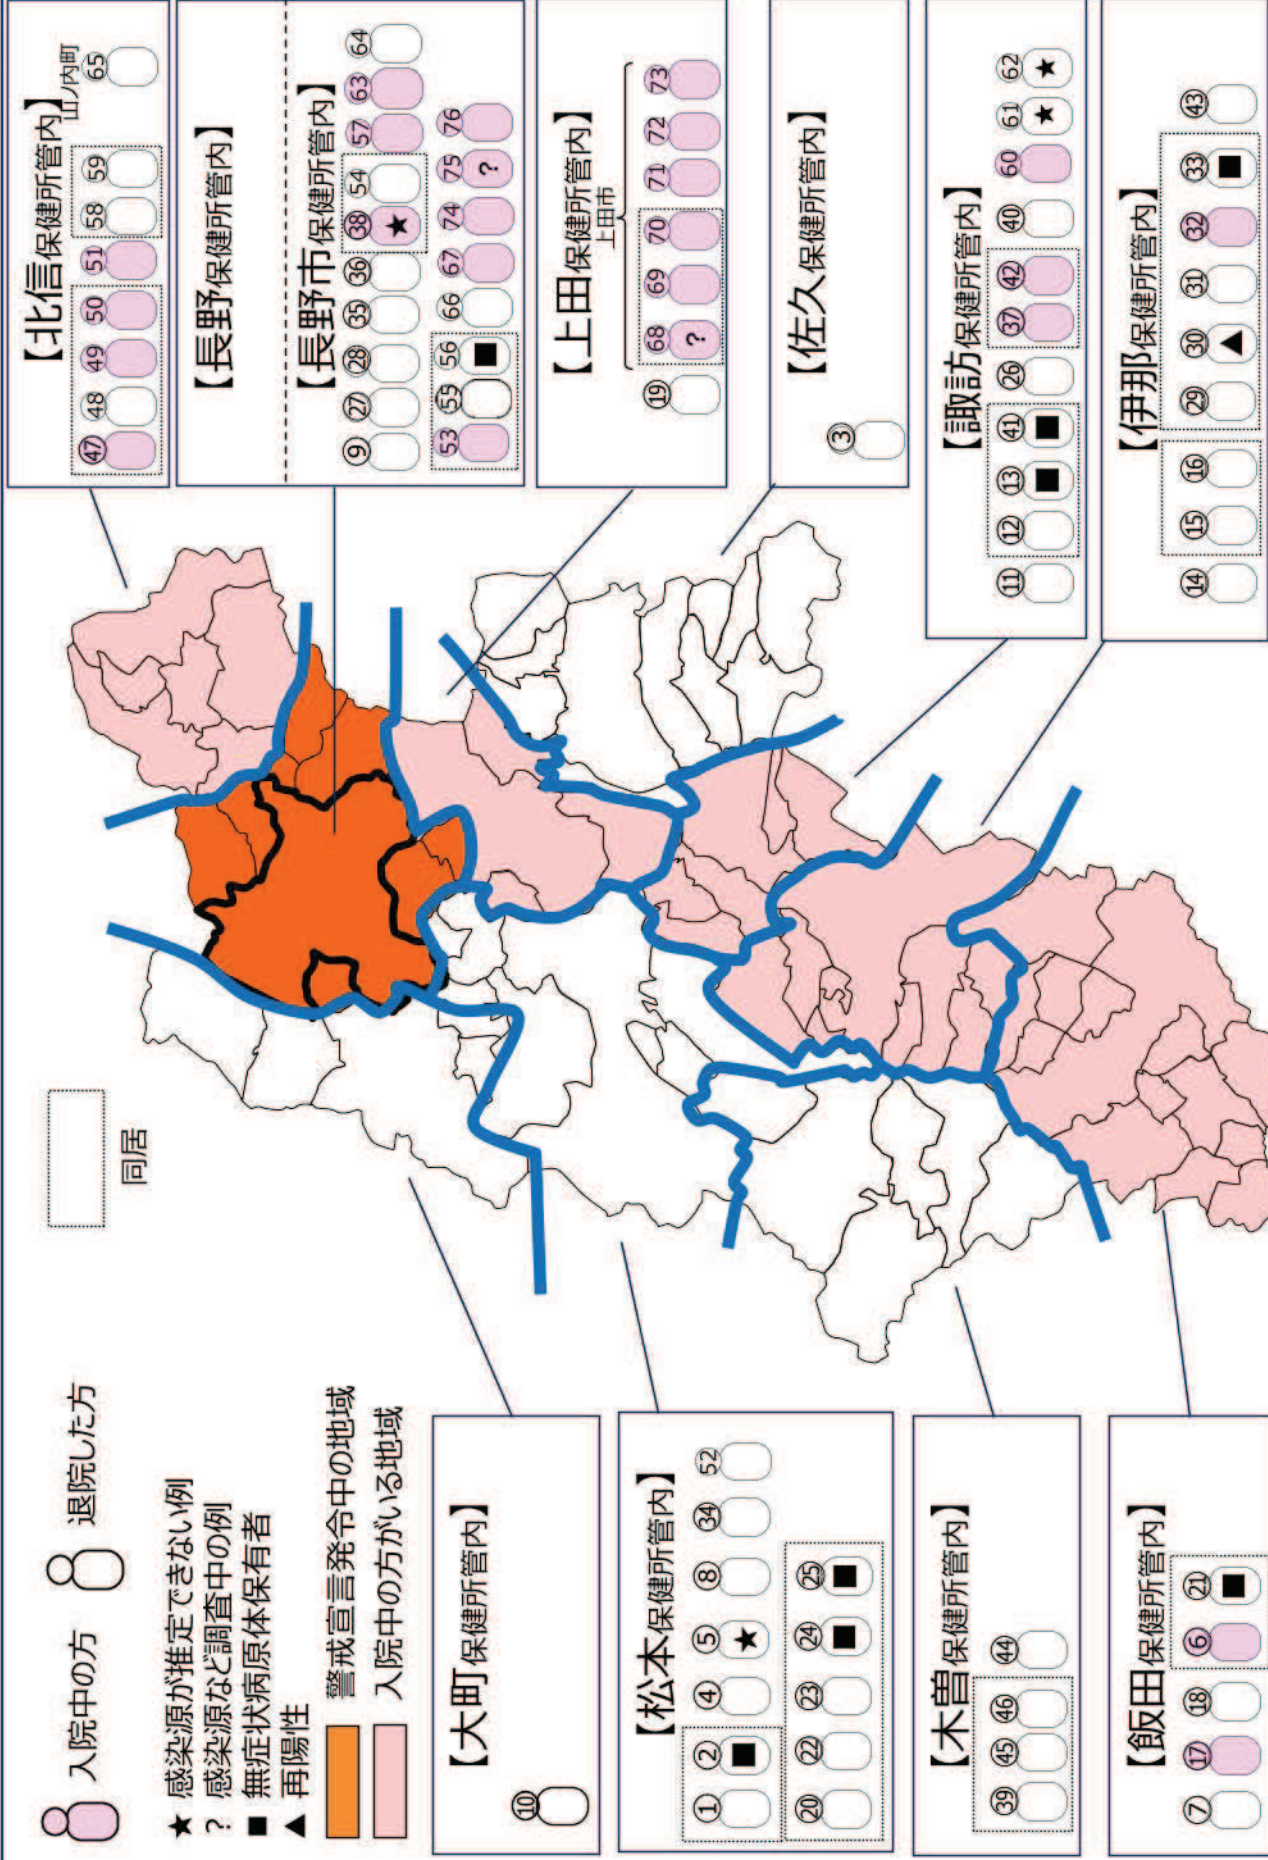 入院中の方
退院した方
★ 感染源が推定できない例
? 感染源など調査中の例
■ 無症状病原体保有者
▲ 再陽性
警戒宣言発令中の地域
入院中の方がいる地域
同居
【北信保健所管内】
山ノ内町
㊼ ㊽ ㊾ ㊿ 51 58 59 65
【長野保健所管内】
【長野市保健所管内】
⑨ ㉗ ㉘ ㉟ ㊱ ㊳ 54 57 63 64
★
53 55 56 66 67 74 75 76
■ ?
【上田保健所管内】
上田市
⑲ 68 69 70 71 72 73
?
【佐久保健所管内】
③
【諏訪保健所管内】
⑪ ⑫ ⑬ ㊶ ㉖ ㊲ ㊷ ㊵ 60 61 62
■ ■ ★ ★
【伊那保健所管内】
⑭ ⑮ ⑯ ㉙ ㉚ ㉛ ㉜ ㉝ ㊸
▲ ■
【大町保健所管内】
⑩
【松本保健所管内】
① ② ④ ⑤ ⑧ ㉞ 52
■ ★
⑳ ㉒ ㉓ ㉔ ㉕
■ ■
【木曽保健所管内】
㊴ ㊺ ㊻ ㊹
【飯田保健所管内】
⑦ ⑰ ⑱ ⑥ ㉑
■